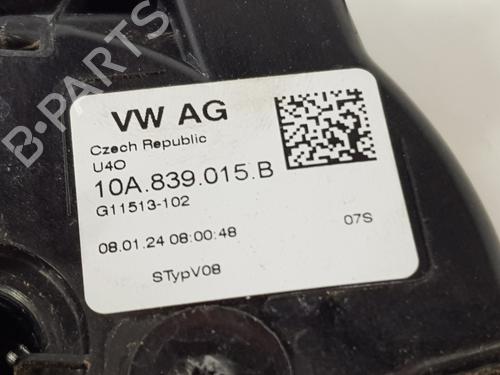 B-PARTS
VW AG
Czech Republic
U4O
10A.839.015.B
G11513-102
08.01.24 08:00:48
07S
STypV08